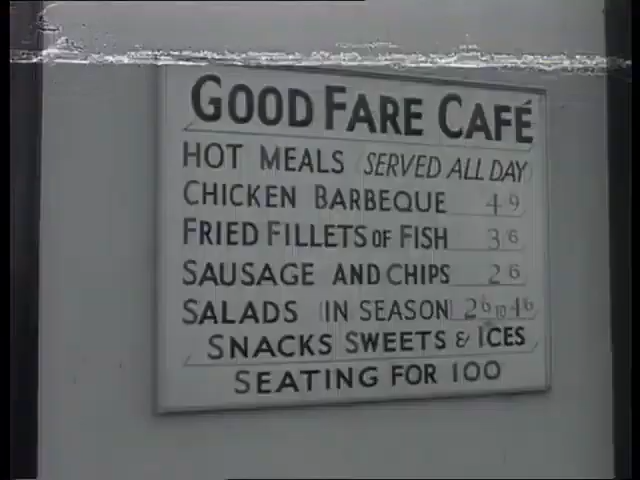 GOOD FARE CAFÉ
HOT MEALS (SERVED ALL DAY)
CHICKEN BARBEQUE 4 9
FRIED FILLETS OF FISH 3 6
SAUSAGE AND CHIPS 2 6
SALADS (IN SEASON) 2 6 TO 4 6
SNACKS SWEETS & ICES
SEATING FOR 100